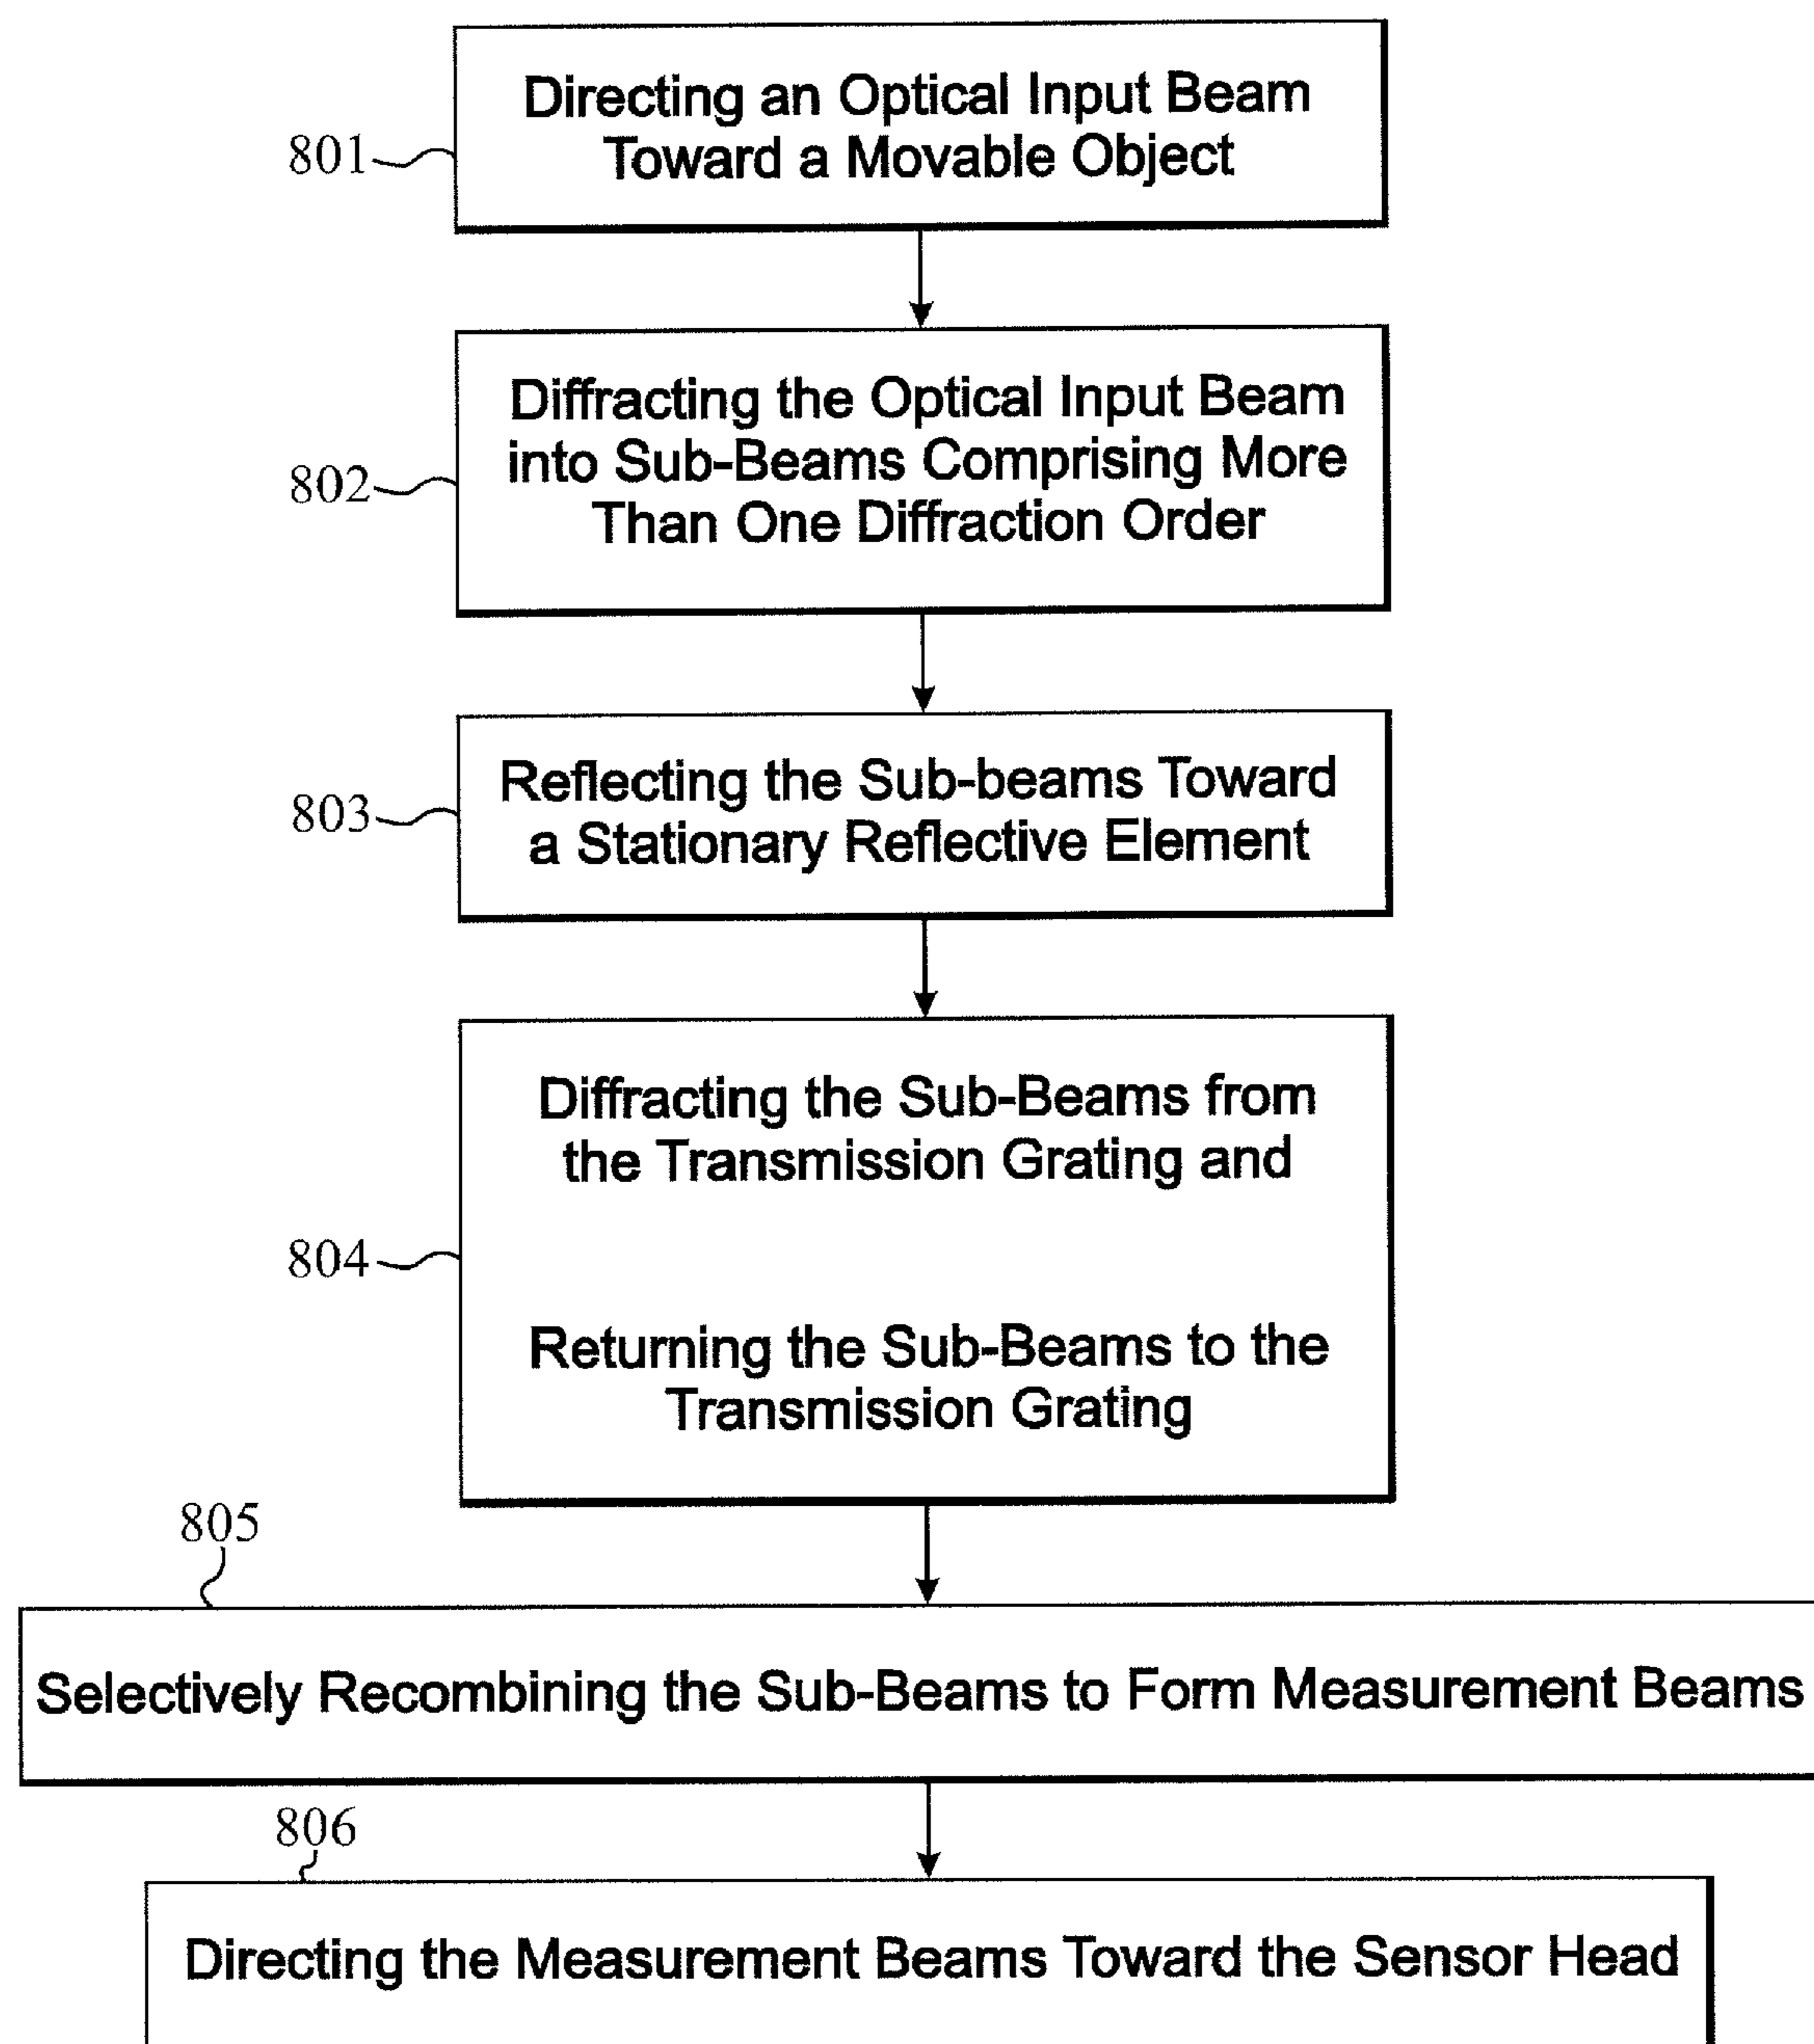 Directing an Optical Input Beam
Toward a Movable Object
801
Diffracting the Optical Input Beam
into Sub-Beams Comprising More
Than One Diffraction Order
802
Reflecting the Sub-beams Toward
a Stationary Reflective Element
803
Diffracting the Sub-Beams from
the Transmission Grating and
804
Returning the Sub-Beams to the
Transmission Grating
805
Selectively Recombining the Sub-Beams to Form Measurement Beams
806
Directing the Measurement Beams Toward the Sensor Head